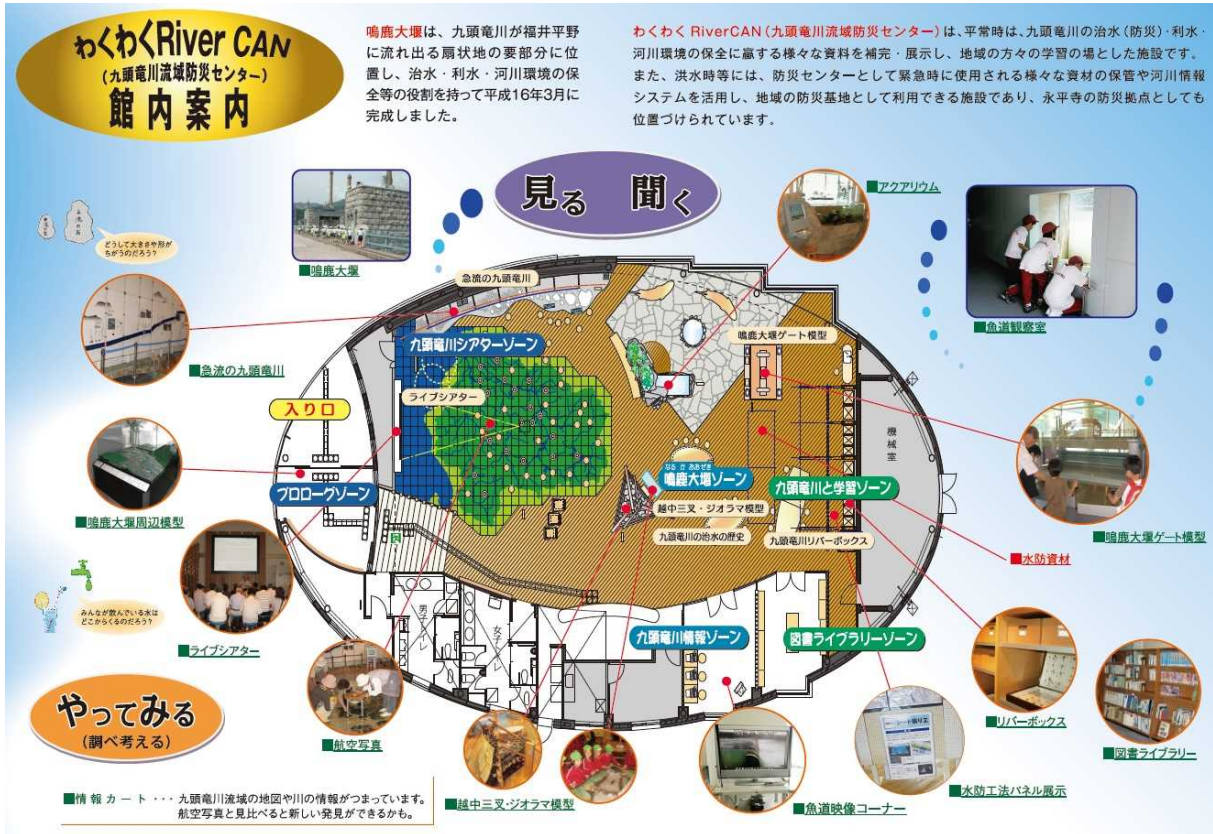 わくわくRiver CAN
(九頭竜川流域防災センター)
館内案内
鳴鹿大堰は、九頭竜川が福井平野
に流れ出る扇状地の要部分に位
置し、治水・利水・河川環境の保
全等の役割を持って平成16年3月に
完成しました。
わくわく RiverCAN(九頭竜川流域防災センター)は、平常時は、九頭竜川の治水(防災)・利水・
河川環境の保全に贏する様々な資料を補完・展示し、地域の方々の学習の場とした施設です。
また、洪水時等には、防災センターとして緊急時に使用される様々な資材の保管や河川情報
システムを活用し、地域の防災基地として利用できる施設であり、永平寺の防災拠点としても
位置づけられています。
見る 聞く
■アクアリウム
どうして大きさや形が
ちがうのだろう?
■鳴鹿大堰
急流の九頭竜川
■魚道観察室
鳴鹿大堰ゲート模型
九頭竜川シアターゾーン
■急流の九頭竜川
ライブシアター
入り口
機械室
なるか おおぜき
鳴鹿大堰ゾーン
九頭竜川と学習ゾーン
プロローグゾーン
越中三叉・ジオラマ模型
■鳴鹿大堰周辺模型
九頭竜川の治水の歴史
九頭竜川リバーボックス
■鳴鹿大堰ゲート模型
■水防資材
みんなが飲んでいる水は
どこからくるのだろう?
男子トイレ
女子トイレ
九頭竜川情報ゾーン
図書ライブラリーゾーン
■ライブシアター
やってみる
(調べ考える)
■航空写真
■リバーボックス
■図書ライブラリー
■水防工法パネル展示
■情報カート・・・九頭竜川流域の地図や川の情報がつまっています。
航空写真と見比べると新しい発見ができるかも。
■越中三叉・ジオラマ模型
■魚道映像コーナー